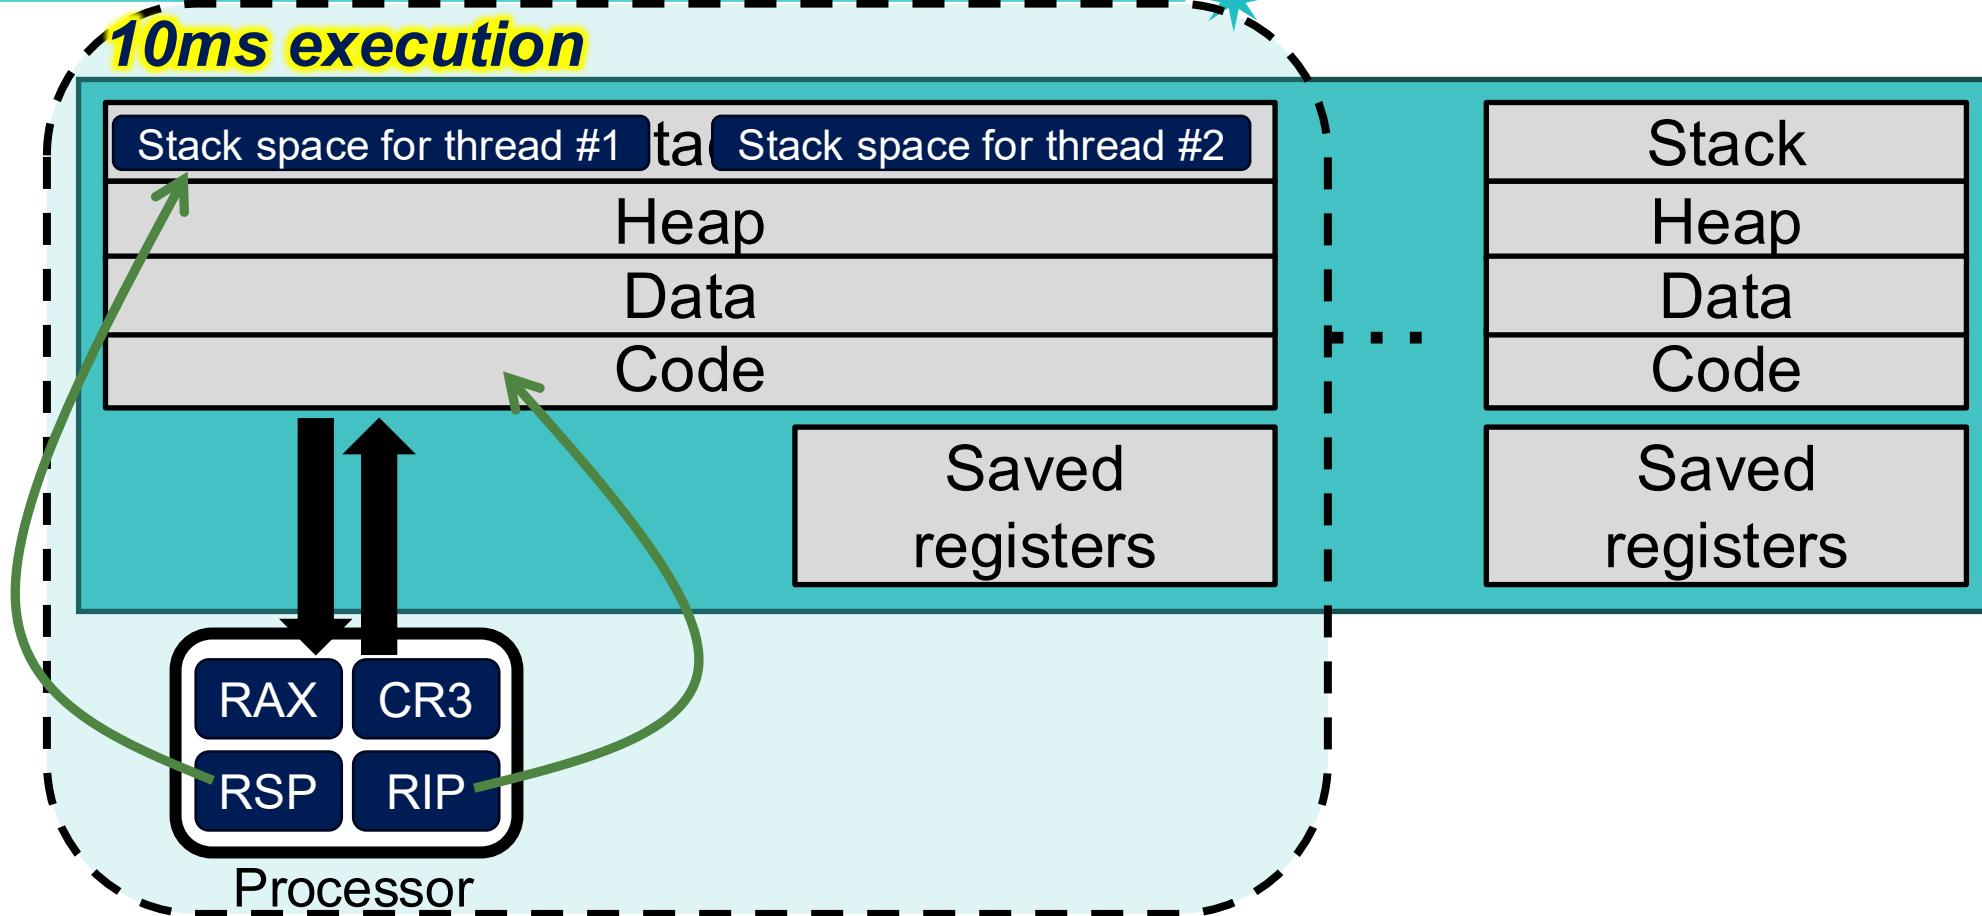 10ms execution
Stack space for thread #1
ta
Stack space for thread #2
Heap
Data
Code
Saved
registers
...
Stack
Heap
Data
Code
Saved
registers
RAX
CR3
RSP
RIP
Processor